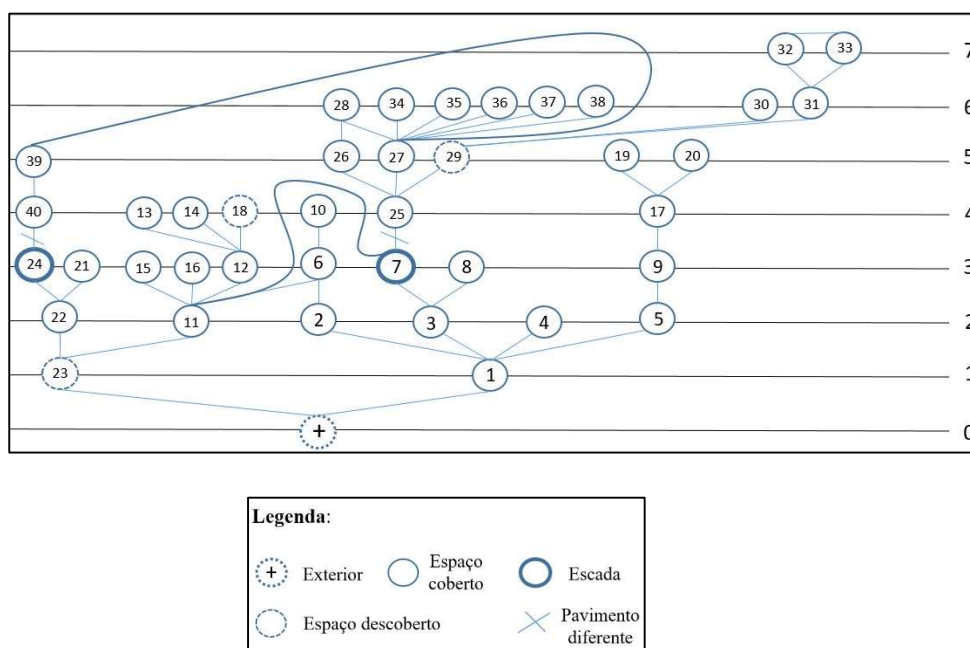 32 33 7
28 34 35 36 37 38 30 31 6
39 26 27 29 19 20 5
40 13 14 18 10 25 17 4
24 21 15 16 12 6 7 8 9 3
22 11 2 3 4 5 2
23 1 1
+ 0
Legenda:
+ Exterior
Espaço
coberto
Escada
Espaço descoberto
Pavimento
diferente